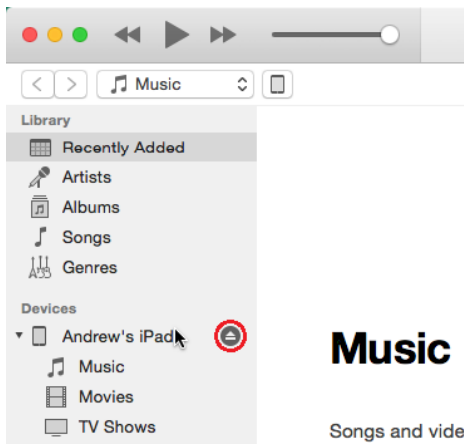 Music
Library
Recently Added
Artists
Albums
Songs
Genres
Devices
Andrew's iPad
Music
Movies
TV Shows
Music
Songs and vide